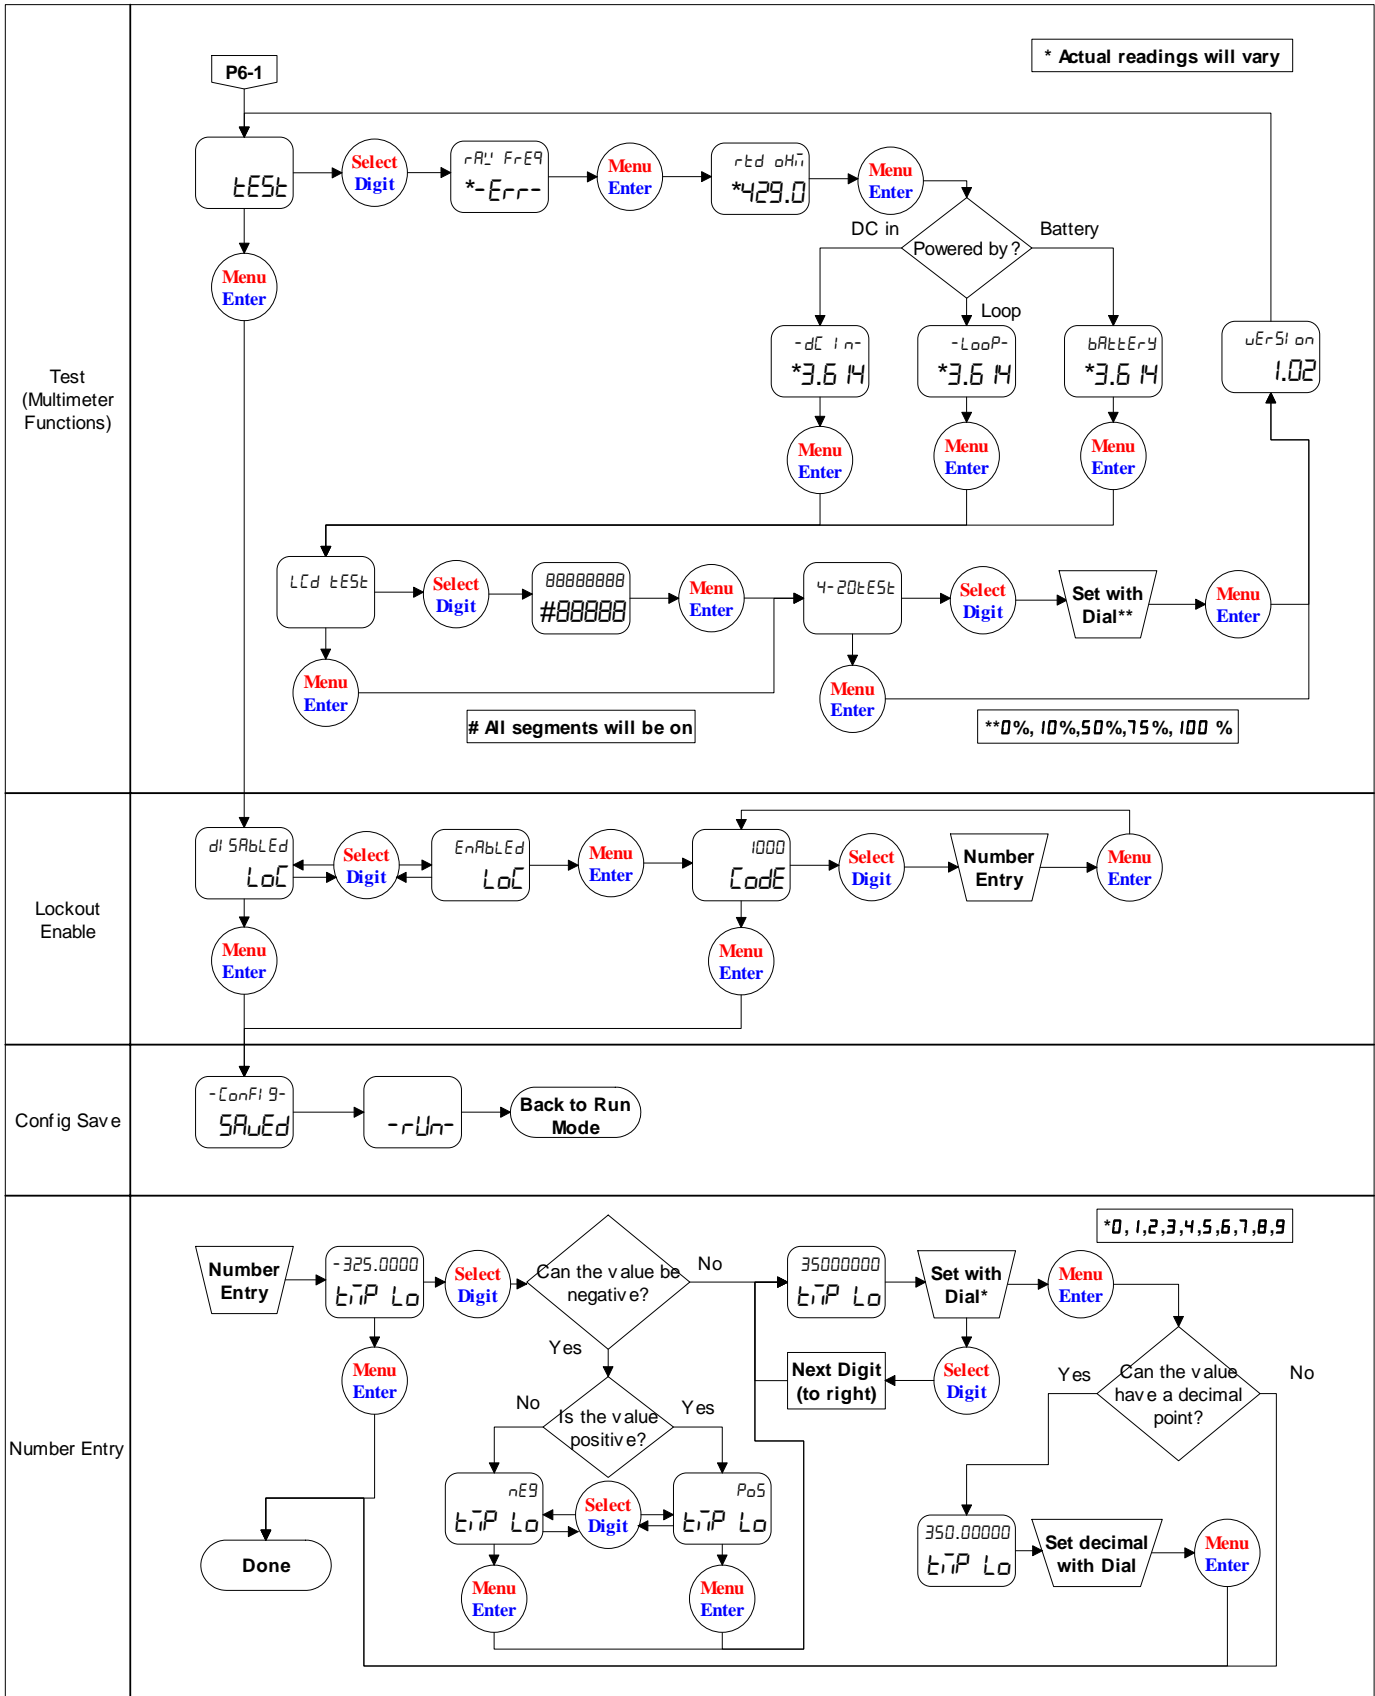 * Actual readings will vary
P6-1
tESt
Select
Digit
rAW FrEq
*-Err-
Menu
Enter
rtd oHm
*429.0
Menu
Enter
DC in
Powered by?
Battery
Loop
Menu
Enter
-dC In-
*3.614
-LooP-
*3.614
bAttErY
*3.614
vErSIon
1.02
Test
(Multimeter
Functions)
Menu
Enter
Menu
Enter
Menu
Enter
LCd tESt
Select
Digit
88888888
#88888
Menu
Enter
4-20tESt
Select
Digit
Set with
Dial**
Menu
Enter
Menu
Enter
Menu
Enter
# All segments will be on
**0%, 10%,50%,75%, 100 %
Lockout
Enable
dISAbLEd
LoC
Select
Digit
EnAbLEd
LoC
Menu
Enter
1000
CodE
Select
Digit
Number
Entry
Menu
Enter
Menu
Enter
Menu
Enter
Config Save
-ConFIg-
SAvEd
-rUn-
Back to Run
Mode
Number Entry
*0, 1,2,3,4,5,6,7,8,9
Number
Entry
-325.0000
tmP Lo
Select
Digit
Can the value be
negative?
No
35000000
tmP Lo
Set with
Dial*
Menu
Enter
Yes
Menu
Enter
Next Digit
(to right)
Select
Digit
Yes
Can the value
have a decimal
point?
No
No
Is the value
positive?
Yes
nEg
tmP Lo
Select
Digit
PoS
tmP Lo
350.00000
tmP Lo
Set decimal
with Dial
Menu
Enter
Done
Menu
Enter
Menu
Enter